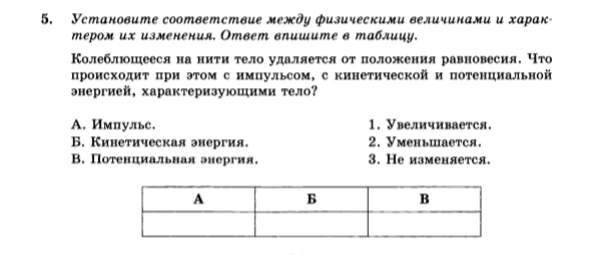 5. Установите соответствие между физическими величинами и харак-
тером их изменения. Ответ впишите в таблицу.
Колеблющееся на нити тело удаляется от положения равновесия. Что
происходит при этом с импульсом, с кинетической и потенциальной
энергией, характеризующими тело?
А. Импульс. 1. Увеличивается.
Б. Кинетическая энергия. 2. Уменьшается.
В. Потенциальная энергия. 3. Не изменяется.
А Б В